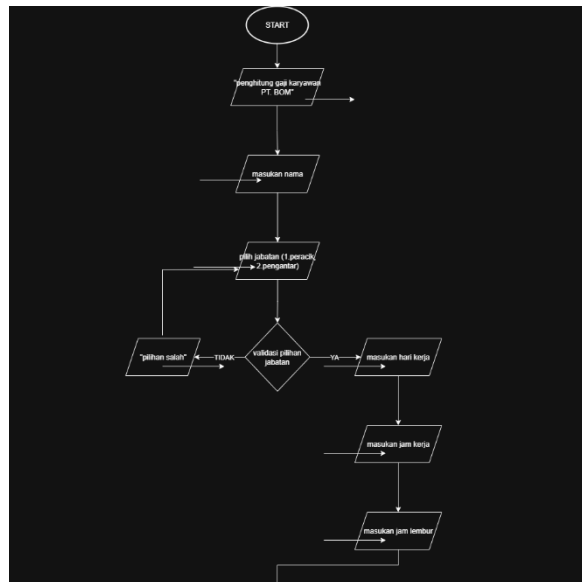 START
"penghitung gaji karyawan
PT. BOM"
masukan nama
pilih jabatan (1.peracik,
2.pengantar)
validasi pilihan
jabatan
TIDAK
"pilihan salah"
YA
masukan hari kerja
masukan jam kerja
masukan jam lembur